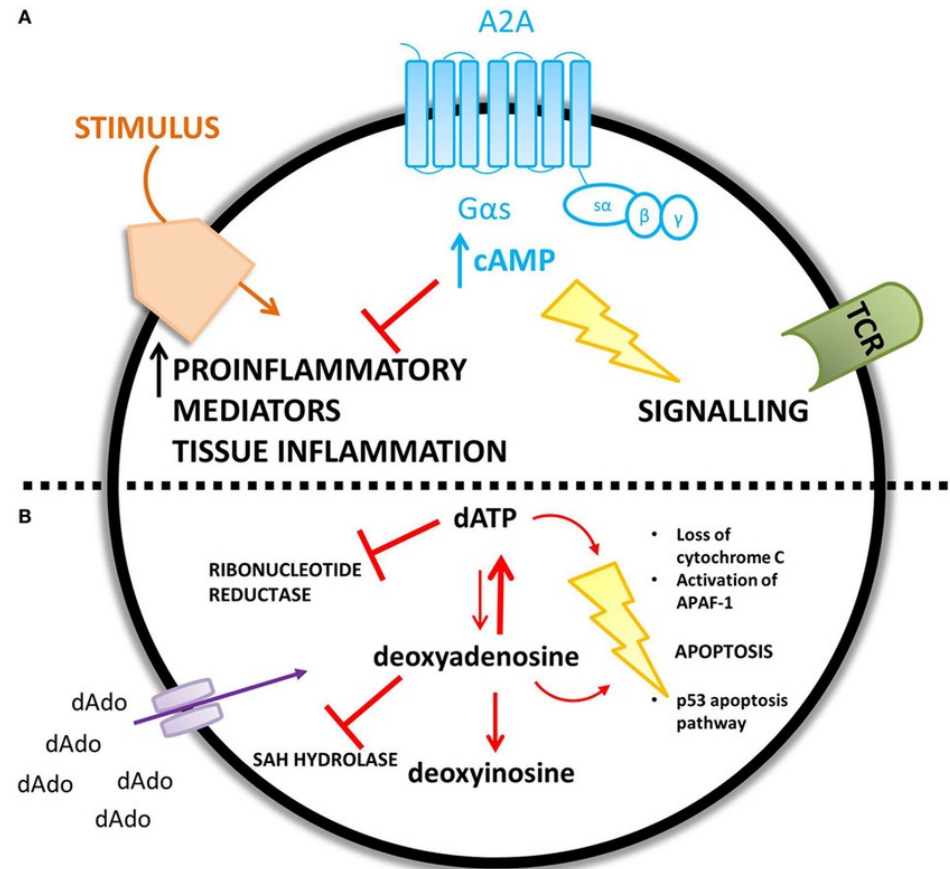 A
A2A
STIMULUS
Gαs
sα
β
γ
cAMP
TCR
PROINFLAMMATORY
MEDIATORS
TISSUE INFLAMMATION
SIGNALLING
B
dATP
• Loss of
cytochrome C
• Activation of
APAF-1
RIBONUCLEOTIDE
REDUCTASE
deoxyadenosine
APOPTOSIS
• p53 apoptosis
pathway
dAdo
dAdo
dAdo
dAdo
dAdo
SAH HYDROLASE
deoxyinosine